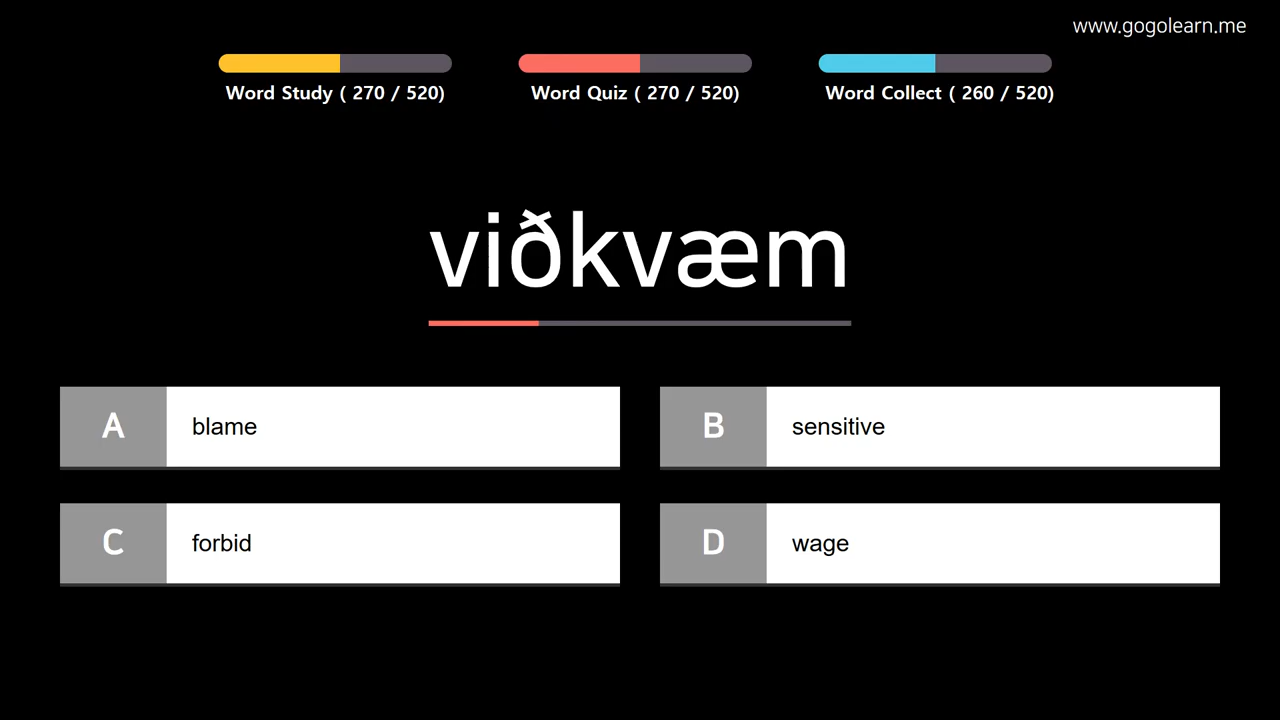 www.gogolearn.me
Word Study ( 270 / 520)
Word Quiz ( 270 / 520)
Word Collect ( 260 / 520)
viðkvæm
A blame
B sensitive
C forbid
D wage